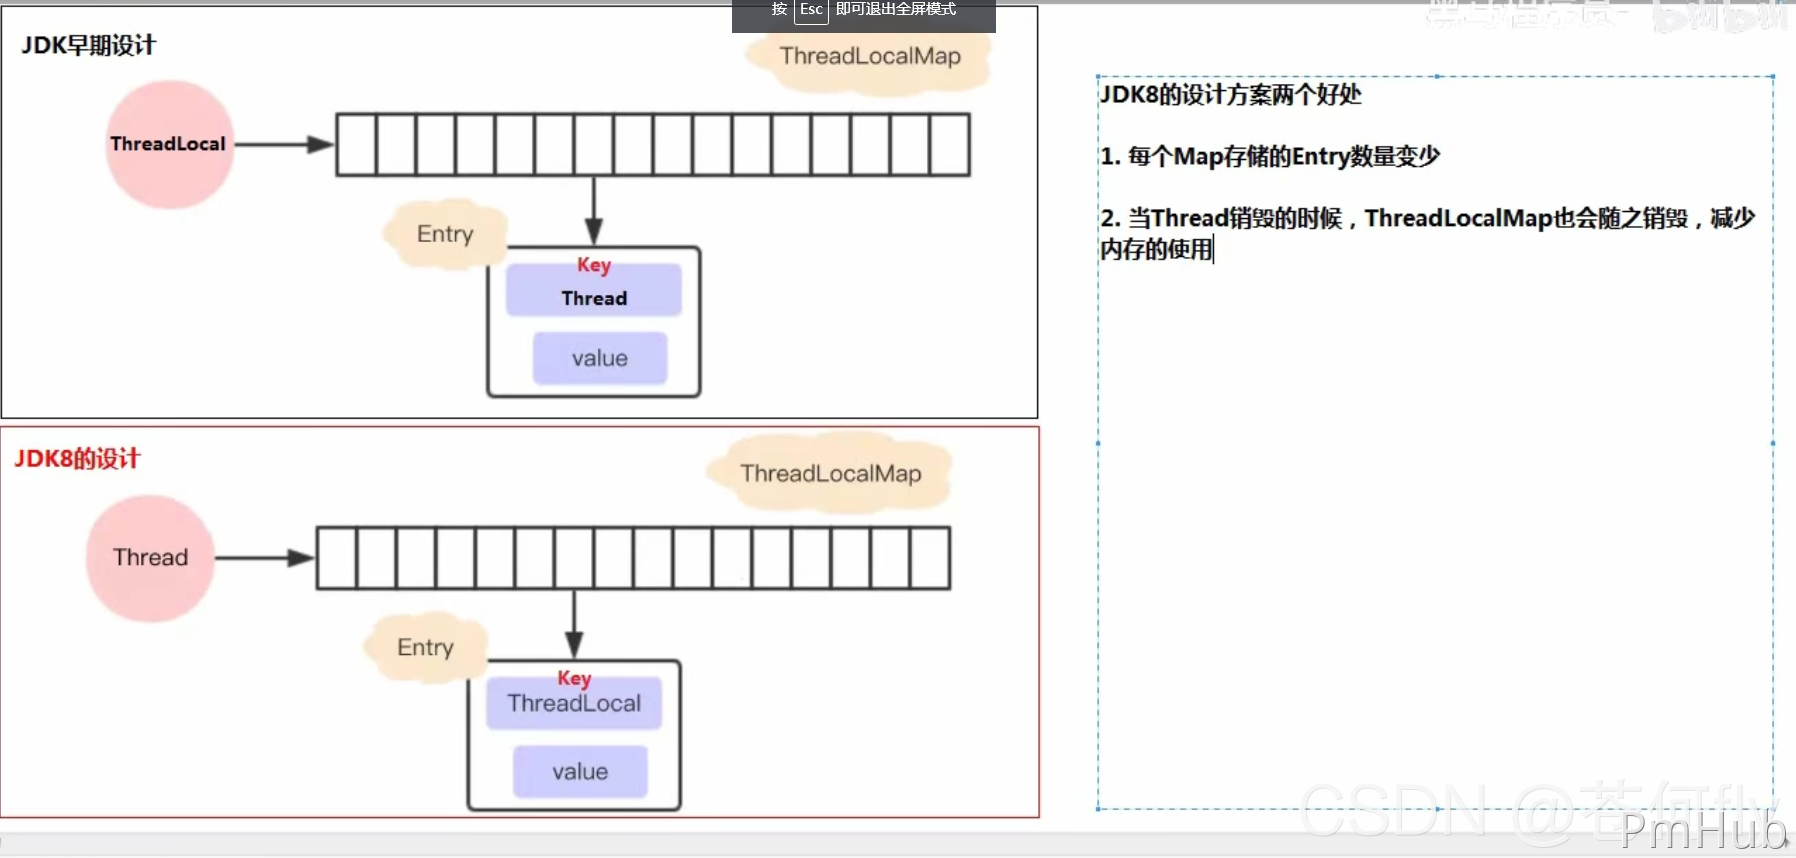 按 Esc 即可退出全屏模式
JDK早期设计
ThreadLocalMap
ThreadLocal
Entry
Key
Thread
value
JDK8的设计
ThreadLocalMap
Thread
Entry
Key
ThreadLocal
value
JDK8的设计方案两个好处
1. 每个Map存储的Entry数量变少
2. 当Thread销毁的时候，ThreadLocalMap也会随之销毁，减少
内存的使用
CSDN @苍何fly
PmHub